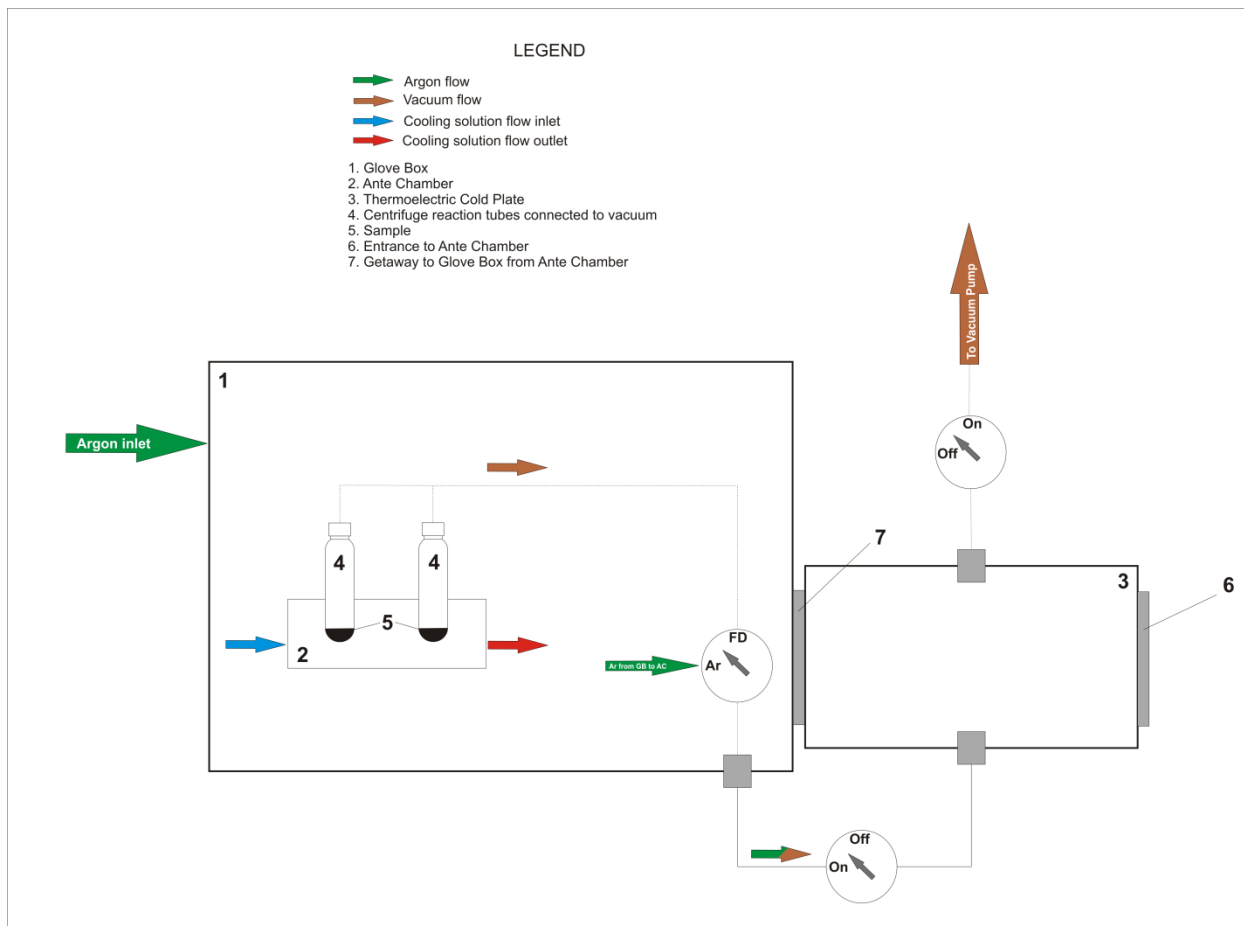 LEGEND
Argon flow
Vacuum flow
Cooling solution flow inlet
Cooling solution flow outlet
1. Glove Box
2. Ante Chamber
3. Thermoelectric Cold Plate
4. Centrifuge reaction tubes connected to vacuum
5. Sample
6. Entrance to Ante Chamber
7. Getaway to Glove Box from Ante Chamber
To Vacuum Pump
1
Argon inlet
On
Off
4
4
7
3
6
5
2
FD
Ar
Ar from GB to AC
Off
On